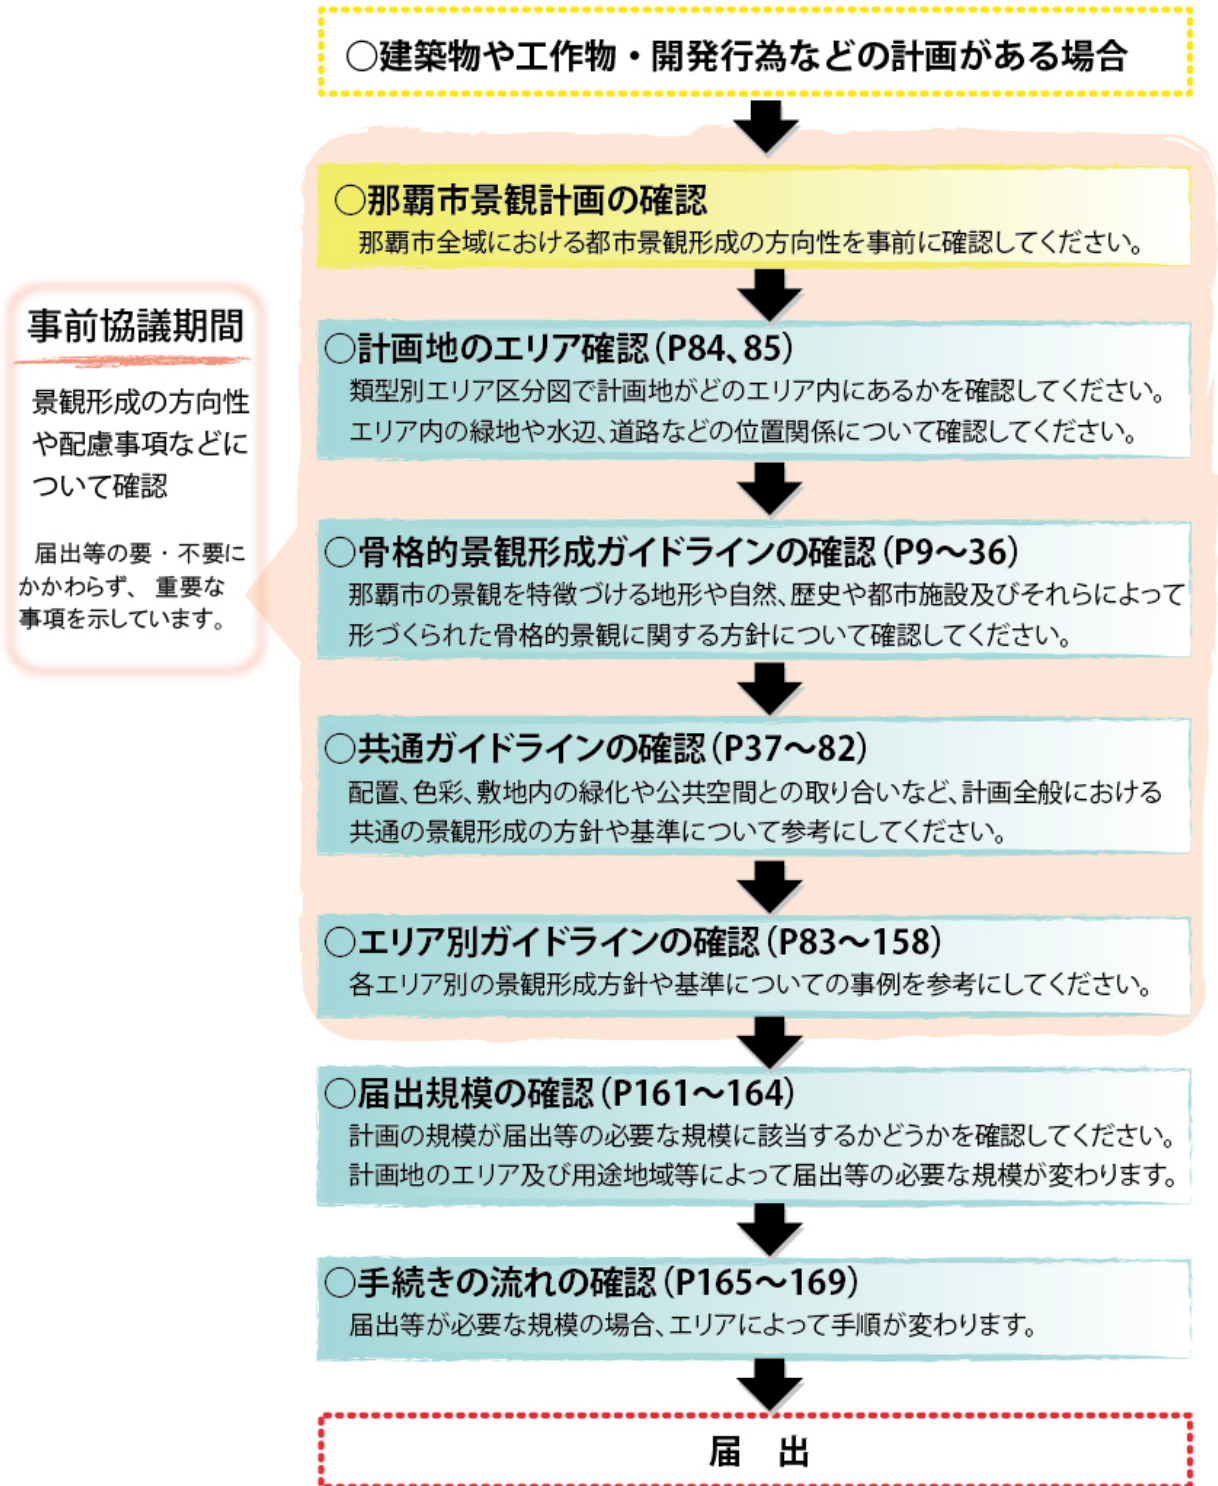 ○建築物や工作物・開発行為などの計画がある場合
○那覇市景観計画の確認
那覇市全域における都市景観形成の方向性を事前に確認してください。
○計画地のエリア確認(P84、85)
類型別エリア区分図で計画地がどのエリア内にあるかを確認してください。
エリア内の緑地や水辺、道路などの位置関係について確認してください。
事前協議期間
景観形成の方向性
や配慮事項などに
ついて確認
届出等の要・不要に
かかわらず、重要な
事項を示しています。
○骨格的景観形成ガイドラインの確認(P9～36)
那覇市の景観を特徴づける地形や自然、歴史や都市施設及びそれらによって
形づくられた骨格的景観に関する方針について確認してください。
○共通ガイドラインの確認(P37～82)
配置、色彩、敷地内の緑化や公共空間との取り合いなど、計画全般における
共通の景観形成の方針や基準について参考にしてください。
○エリア別ガイドラインの確認(P83～158)
各エリア別の景観形成方針や基準についての事例を参考にしてください。
○届出規模の確認(P161～164)
計画の規模が届出等の必要な規模に該当するかどうかを確認してください。
計画地のエリア及び用途地域等によって届出等の必要な規模が変わります。
○手続きの流れの確認(P165～169)
届出等が必要な規模の場合、エリアによって手順が変わります。
届 出